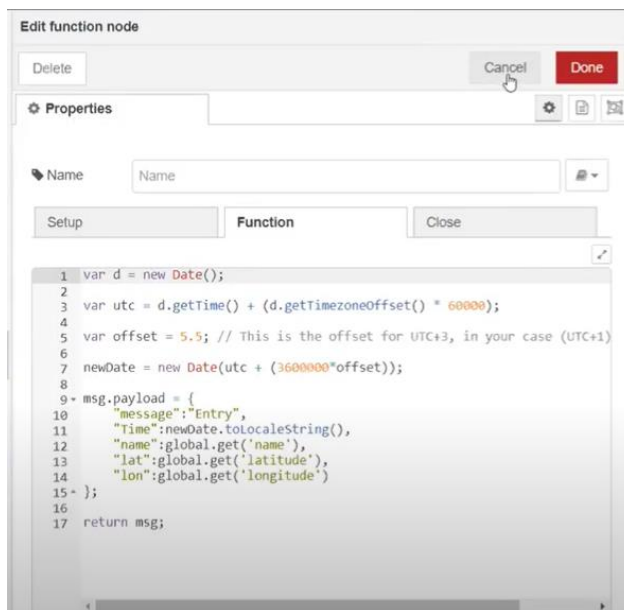 Edit function node
Delete
Cancel
Done
Properties
Name
Name
Setup
Function
Close
1 var d = new Date();
2
3 var utc = d.getTime() + (d.getTimezoneOffset() * 60000);
4
5 var offset = 5.5; // This is the offset for UTC+3, in your case (UTC+1)
6
7 newDate = new Date(utc + (3600000*offset));
8
9 msg.payload = {
10 "message":"Entry",
11 "Time":newDate.toLocaleString(),
12 "name":global.get('name'),
13 "lat":global.get('latitude'),
14 "lon":global.get('longitude')
15 };
16
17 return msg;